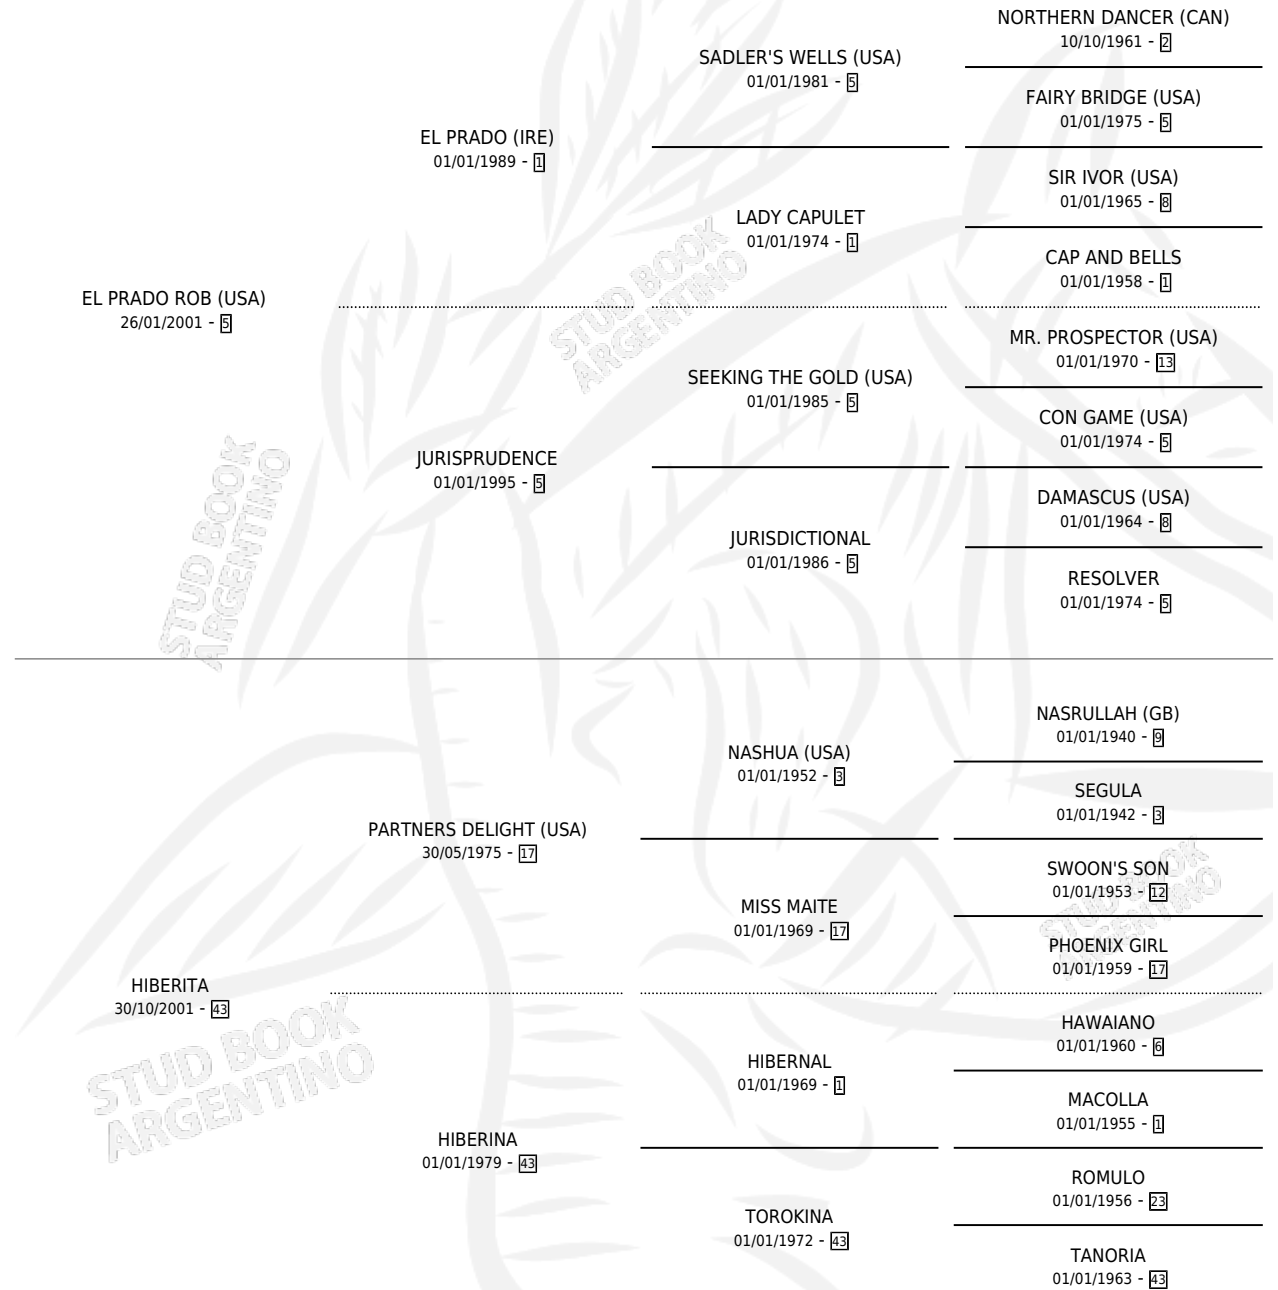 NORTHERN DANCER (CAN)
10/10/1961 - 2
SADLER'S WELLS (USA)
01/01/1981 - 5
FAIRY BRIDGE (USA)
01/01/1975 - 5
EL PRADO (IRE)
01/01/1989 - 1
SIR IVOR (USA)
01/01/1965 - 8
LADY CAPULET
01/01/1974 - 1
CAP AND BELLS
01/01/1958 - 1
EL PRADO ROB (USA)
26/01/2001 - 5
MR. PROSPECTOR (USA)
01/01/1970 - 13
SEEKING THE GOLD (USA)
01/01/1985 - 5
CON GAME (USA)
01/01/1974 - 5
JURISPRUDENCE
01/01/1995 - 5
DAMASCUS (USA)
01/01/1964 - 8
JURISDICTIONAL
01/01/1986 - 5
RESOLVER
01/01/1974 - 5
NASRULLAH (GB)
01/01/1940 - 9
NASHUA (USA)
01/01/1952 - 3
SEGULA
01/01/1942 - 3
PARTNERS DELIGHT (USA)
30/05/1975 - 17
SWOON'S SON
01/01/1953 - 12
MISS MAITE
01/01/1969 - 17
PHOENIX GIRL
01/01/1959 - 17
HIBERITA
30/10/2001 - 43
HAWAIANO
01/01/1960 - 6
HIBERNAL
01/01/1969 - 1
MACOLLA
01/01/1955 - 1
HIBERINA
01/01/1979 - 43
ROMULO
01/01/1956 - 23
TOROKINA
01/01/1972 - 43
TANORIA
01/01/1963 - 43
STUD BOOK
ARGENTINO
STUD BOOK
ARGENTINO
STUD BOOK
ARGENTINO
STUD BOOK
ARGENTINO